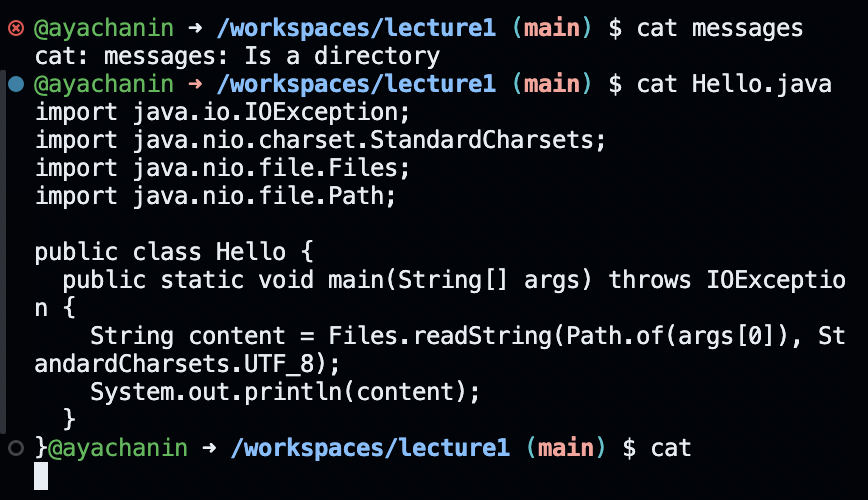 @ayachanin ➜ /workspaces/lecture1 (main) $ cat messages
cat: messages: Is a directory
@ayachanin ➜ /workspaces/lecture1 (main) $ cat Hello.java
import java.io.IOException;
import java.nio.charset.StandardCharsets;
import java.nio.file.Files;
import java.nio.file.Path;

public class Hello {
  public static void main(String[] args) throws IOExceptio
n {
    String content = Files.readString(Path.of(args[0]), St
andardCharsets.UTF_8);
    System.out.println(content);
  }
}@ayachanin ➜ /workspaces/lecture1 (main) $ cat